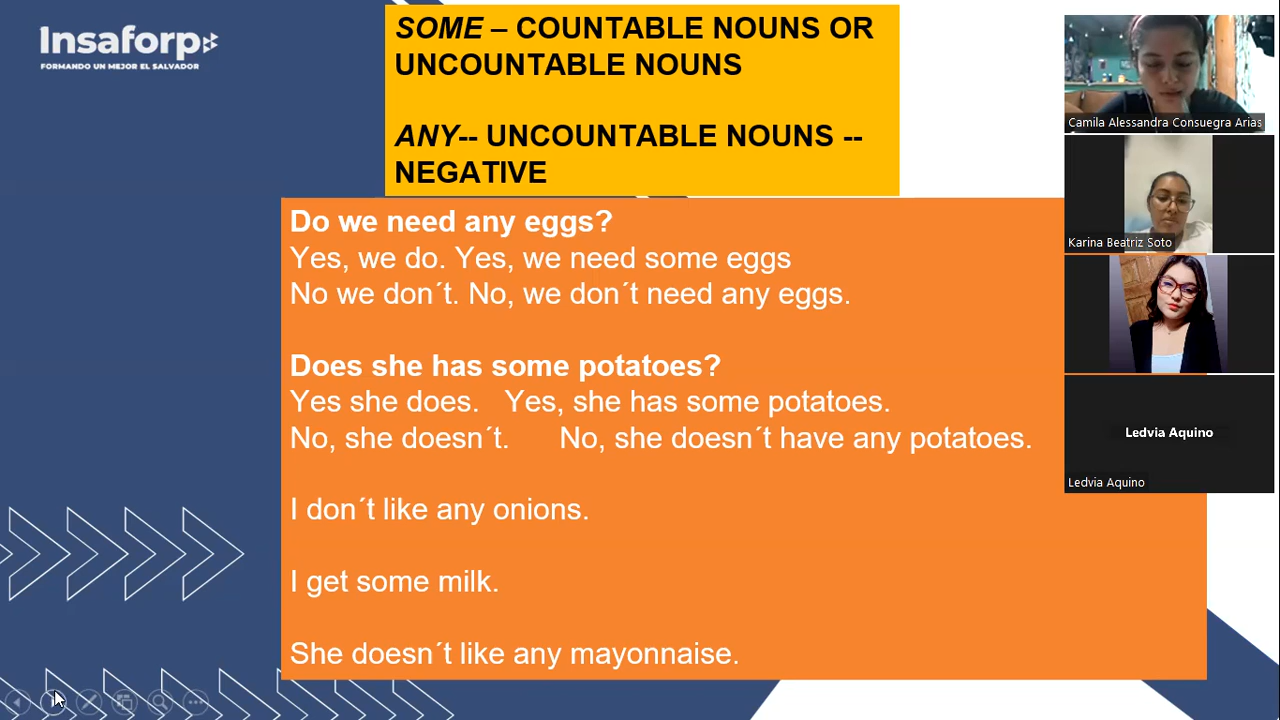 Insaforp
FORMANDO UN MEJOR EL SALVADOR
SOME – COUNTABLE NOUNS OR
UNCOUNTABLE NOUNS
ANY-- UNCOUNTABLE NOUNS --
NEGATIVE
Do we need any eggs?
Yes, we do. Yes, we need some eggs
No we don´t. No, we don´t need any eggs.
Does she has some potatoes?
Yes she does. Yes, she has some potatoes.
No, she doesn´t. No, she doesn´t have any potatoes.
I don´t like any onions.
I get some milk.
She doesn´t like any mayonnaise.
Camila Alessandra Consuegra Arias
Karina Beatriz Soto
Ledvia Aquino
Ledvia Aquino